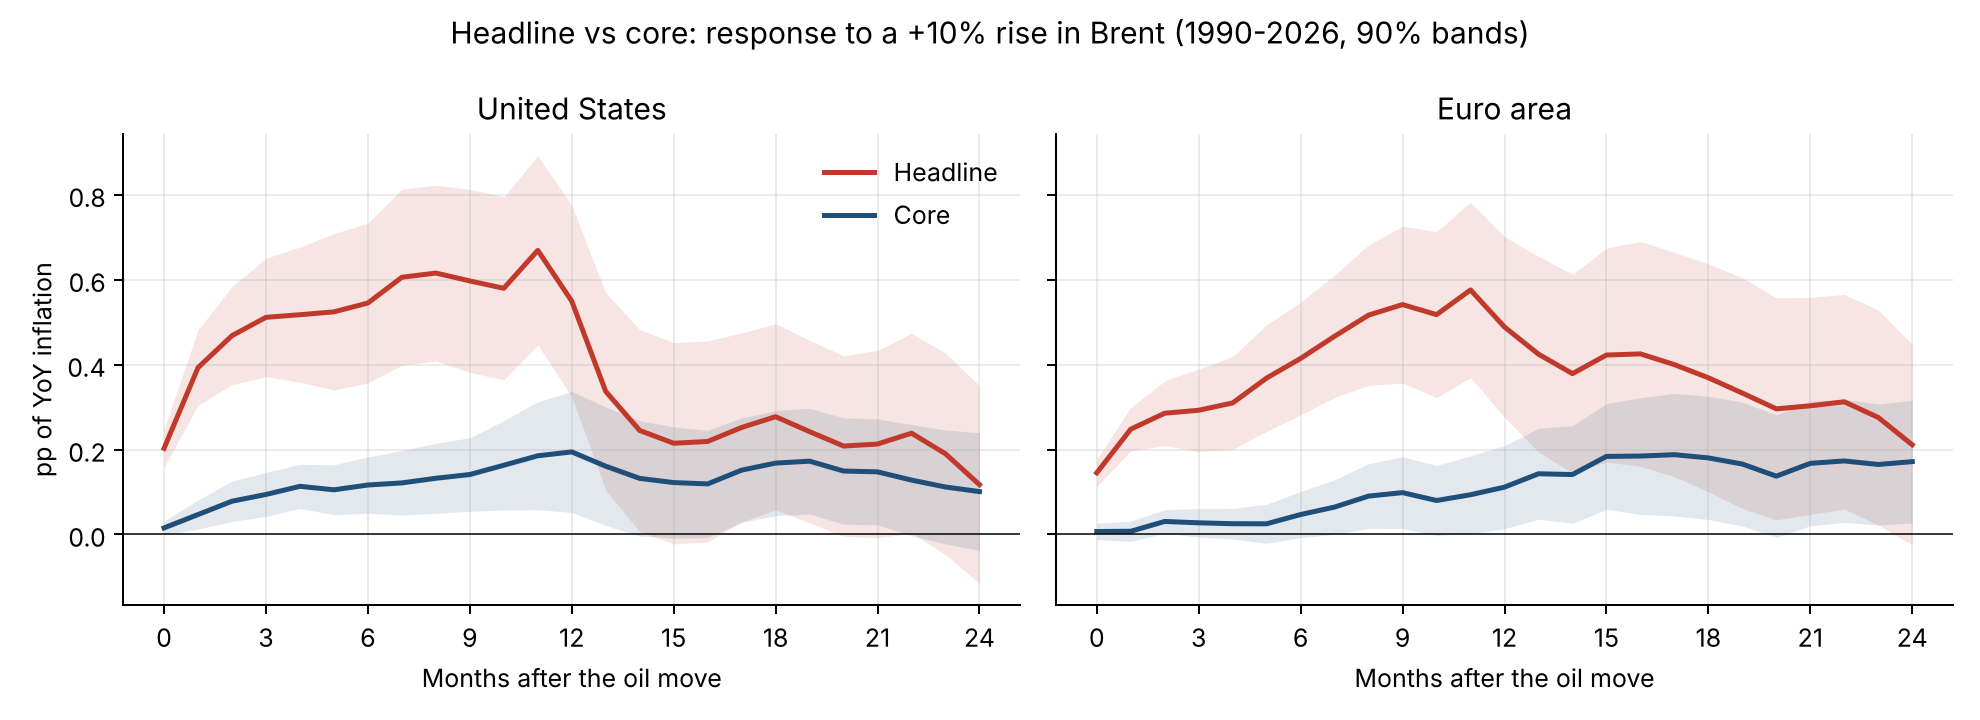 Headline vs core: response to a +10% rise in Brent (1990-2026, 90% bands)
United States
Headline
Core
pp of YoY inflation
0.8
0.6
0.4
0.2
0.0
0 3 6 9 12 15 18 21 24
Months after the oil move
Euro area
0 3 6 9 12 15 18 21 24
Months after the oil move